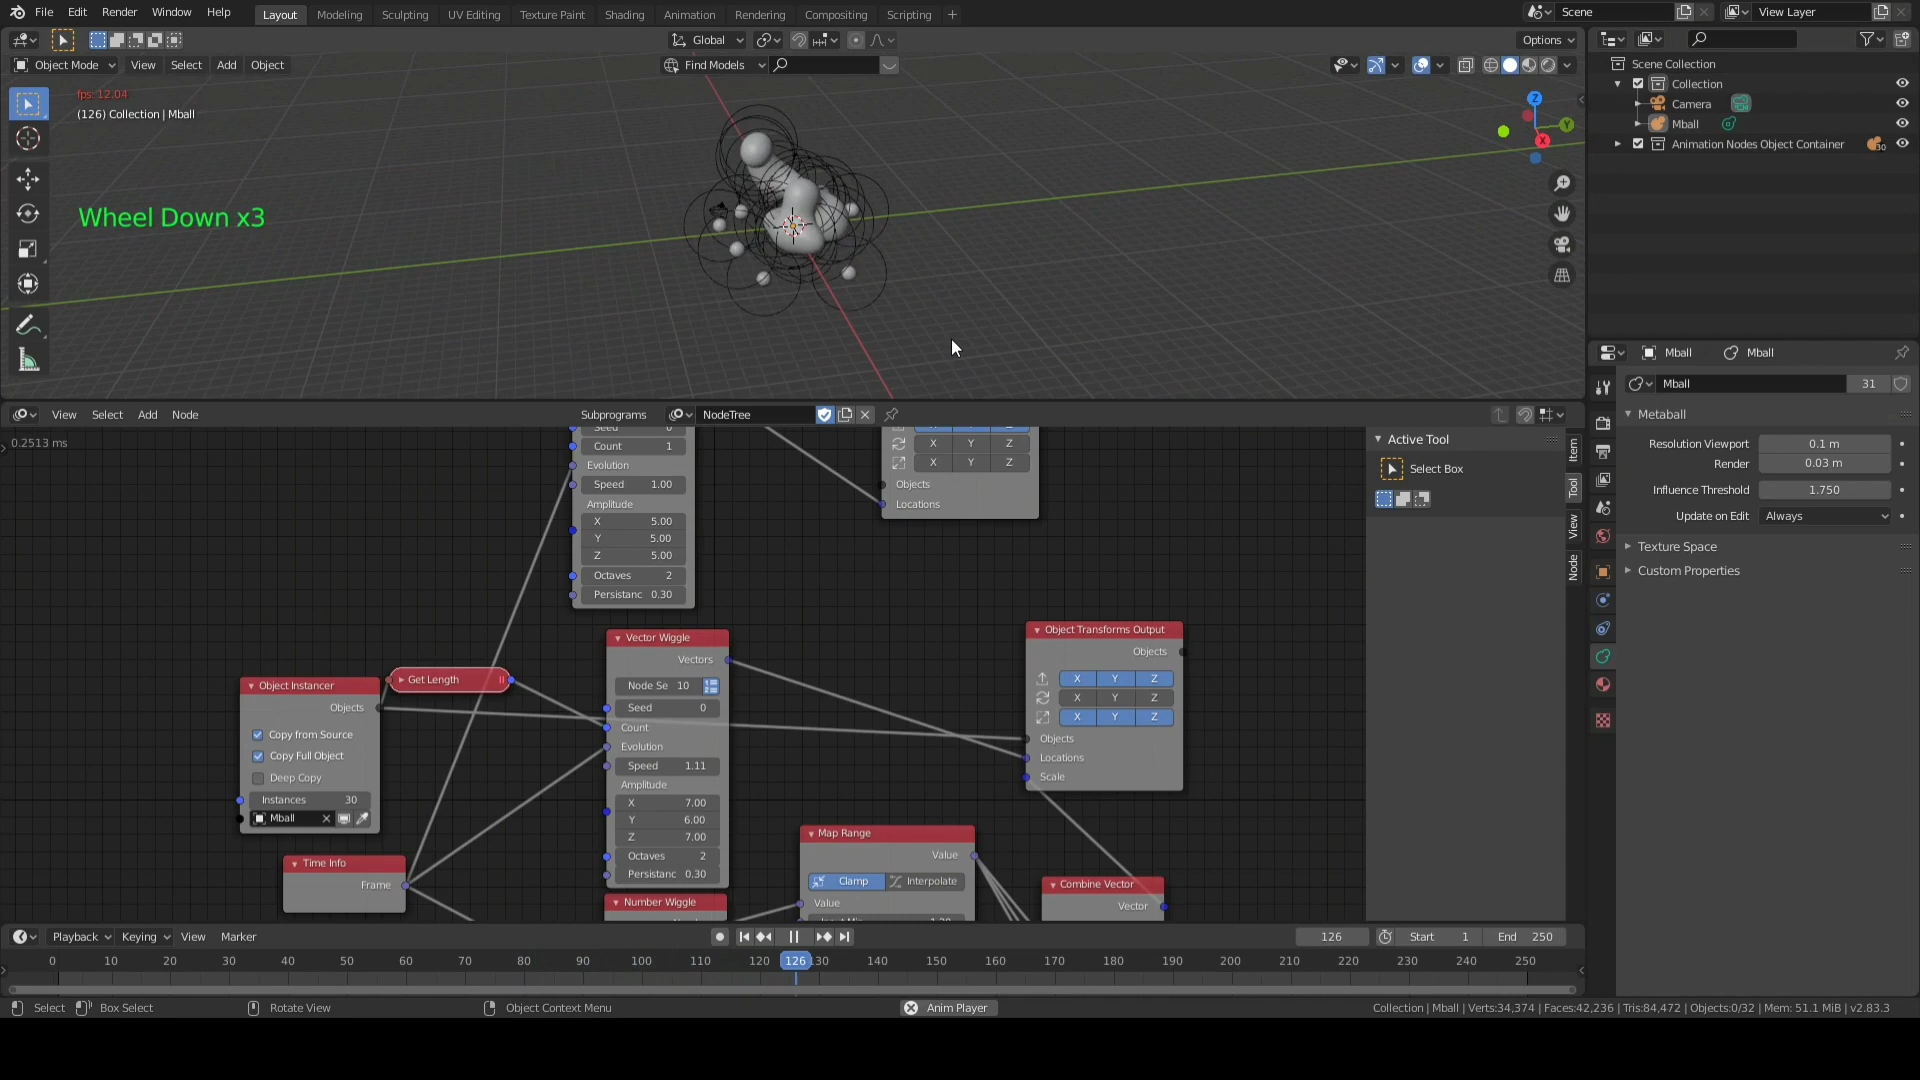 File Edit Render Window Help Layout Modeling Sculpting UV Editing Texture Paint Shading Animation Rendering Compositing Scripting + Scene View Layer
Global Options
Object Mode View Select Add Object Find Models
fps: 12.04
(126) Collection | Mball
Wheel Down x3
Z
Y
X
Scene Collection
Collection
Camera
Mball
Animation Nodes Object Container 30
Mball Mball
Mball 31
Metaball
Resolution Viewport 0.1 m
Render 0.03 m
Influence Threshold 1.750
Update on Edit Always
Texture Space
Custom Properties
View Select Add Node Subprograms NodeTree
0.2513 ms
Seed 0
Count 1
Evolution
Speed 1.00
Amplitude
X 5.00
Y 5.00
Z 5.00
Octaves 2
Persistanc 0.30
X Y Z
X Y Z
Objects
Locations
Active Tool
Select Box
Item
Tool
View
Node
Get Length
Object Instancer
Objects
Copy from Source
Copy Full Object
Deep Copy
Instances 30
Mball
Time Info
Frame
Vector Wiggle
Vectors
Node Se 10
Seed 0
Count
Evolution
Speed 1.11
Amplitude
X 7.00
Y 6.00
Z 7.00
Octaves 2
Persistanc 0.30
Number Wiggle
Object Transforms Output
Objects
X Y Z
X Y Z
X Y Z
Objects
Locations
Scale
Map Range
Value
Clamp Interpolate
Value
Combine Vector
Vector
Playback Keying View Marker 126 Start 1 End 250
0 10 20 30 40 50 60 70 80 90 100 110 120 126 130 140 150 160 170 180 190 200 210 220 230 240 250
Select Box Select Rotate View Object Context Menu Anim Player Collection | Mball | Verts:34,374 | Faces:42,236 | Tris:84,472 | Objects:0/32 | Mem: 51.1 MiB | v2.83.3